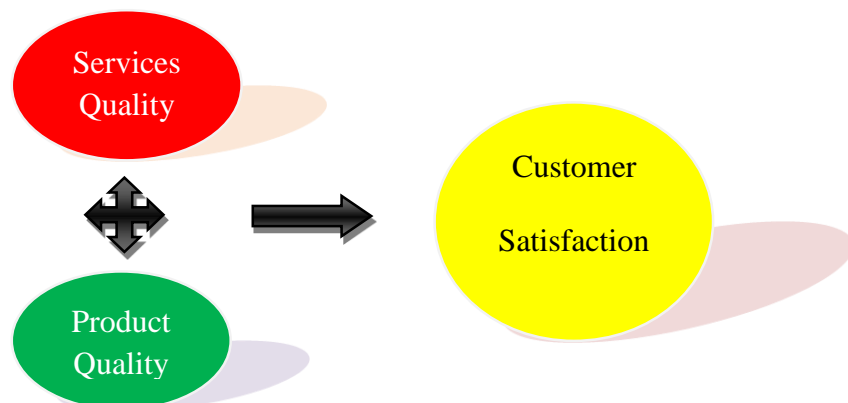 Services
Quality
Customer
Satisfaction
Product
Quality